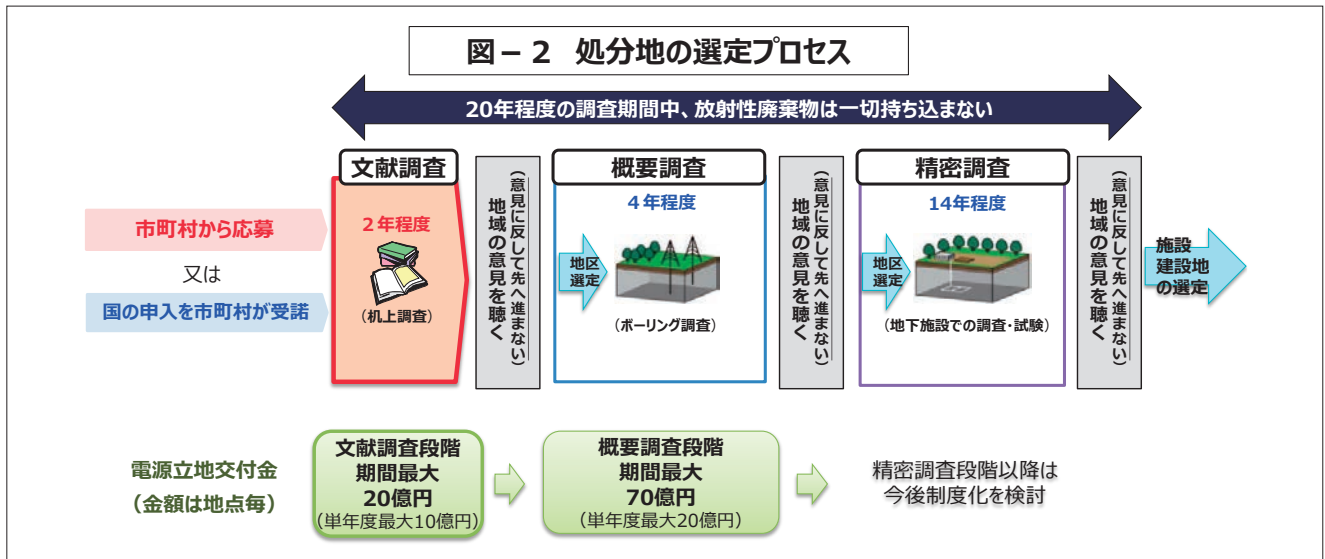 図－２ 処分地の選定プロセス
20年程度の調査期間中、放射性廃棄物は一切持ち込まない
市町村から応募
又は
国の申入を市町村が受諾
文献調査
２年程度
（机上調査）
（意見に反して先へ進まない）
地域の意見を聴く
概要調査
４年程度
地区
選定
（ボーリング調査）
（意見に反して先へ進まない）
地域の意見を聴く
精密調査
14年程度
地区
選定
（地下施設での調査・試験）
（意見に反して先へ進まない）
地域の意見を聴く
施設
建設地
の選定
電源立地交付金
（金額は地点毎）
文献調査段階
期間最大
20億円
（単年度最大10億円）
概要調査段階
期間最大
70億円
（単年度最大20億円）
精密調査段階以降は
今後制度化を検討